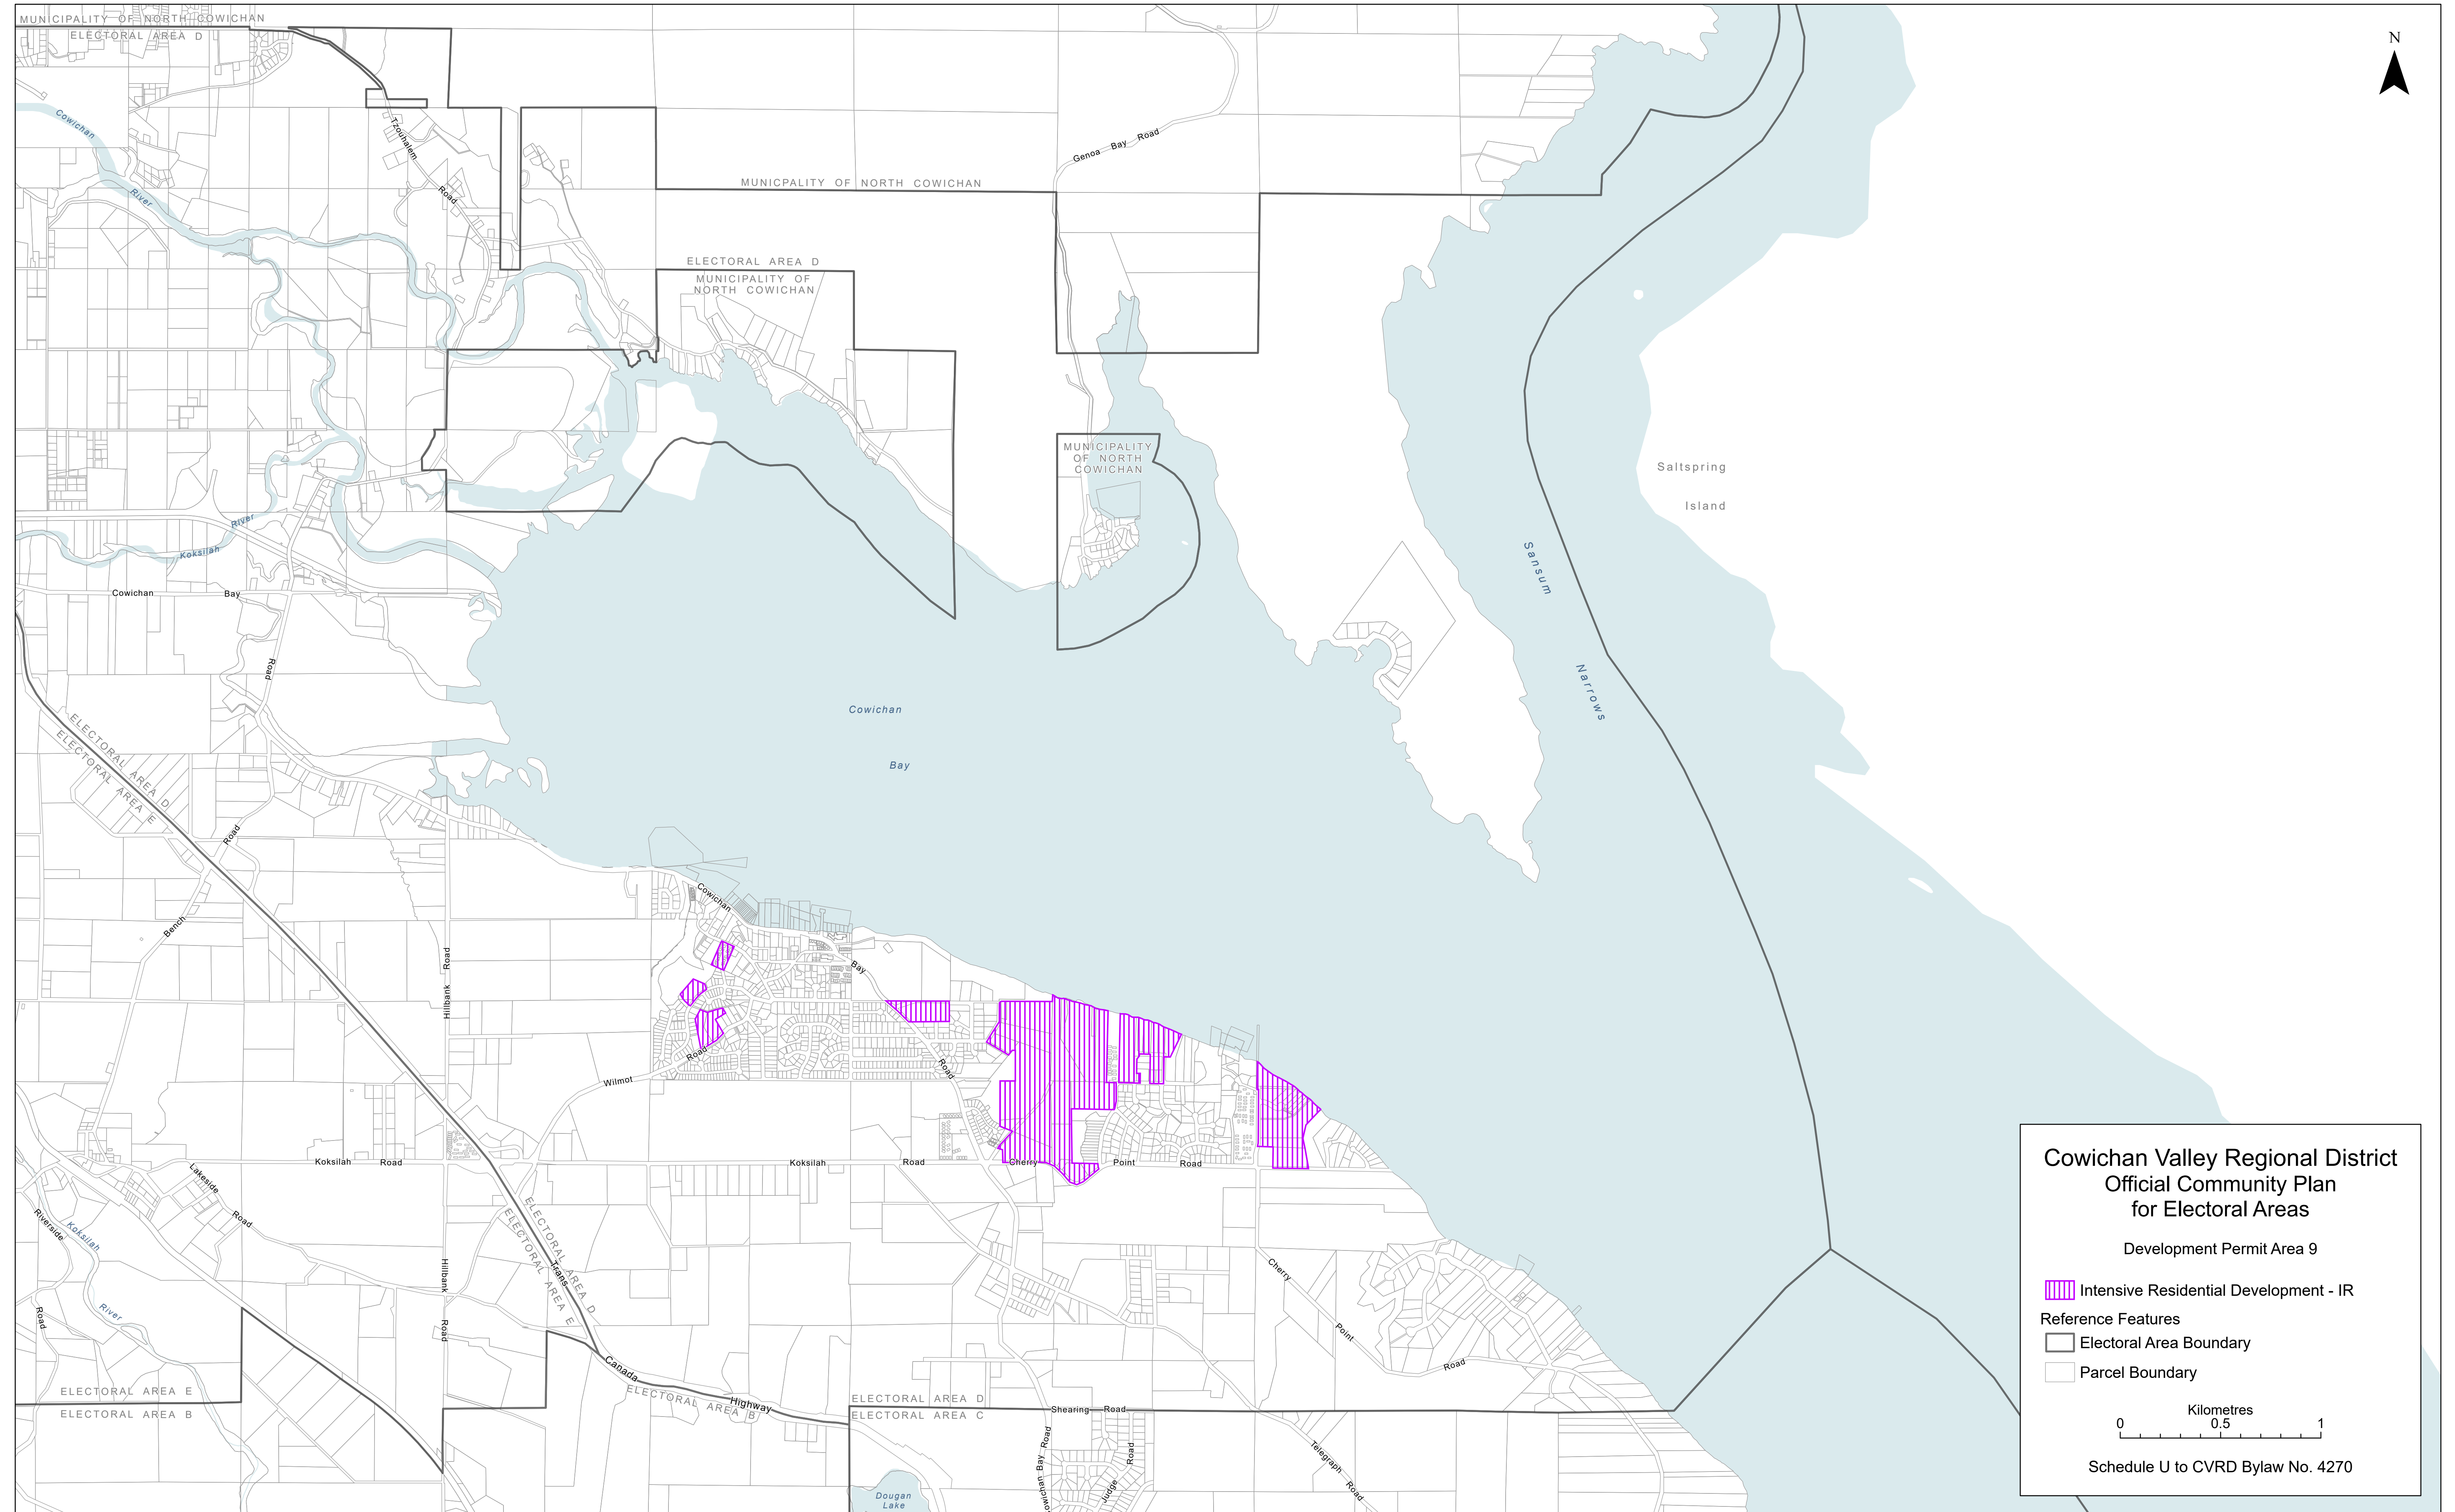 MUNICIPALITY OF NORTH COWICHAN
ELECTORAL AREA D
N
Cowichan
River
Tzouhalem
Road
Genoa Bay Road
MUNICPALITY OF NORTH COWICHAN
ELECTORAL AREA D
MUNICIPALITY OF
NORTH COWICHAN
MUNICIPALITY
OF NORTH
COWICHAN
Saltspring
Island
Sansum
Narrows
River
Koksilah
Cowichan Bay
Road
Cowichan
Bay
ELECTORAL AREA D
ELECTORAL AREA E
Road
Bench
Hillbank Road
Cowichan
Bay
Road
Wilmot
Road
Koksilah Road
Koksilah Road
Cherry Point Road
Lakeside
Road
Riverside
Road
Koksilah
River
Hillbank
Road
ELECTORAL AREA D
ELECTORAL AREA E
Trans
Canada
Highway
ELECTORAL AREA B
ELECTORAL AREA E
ELECTORAL AREA B
ELECTORAL AREA D
ELECTORAL AREA C
Shearing Road
Cherry
Point
Road
Telegraph
Road
Cowichan Bay Road
Judge
Road
Dougan
Lake
Cowichan Valley Regional District
Official Community Plan
for Electoral Areas
Development Permit Area 9
Intensive Residential Development - IR
Reference Features
Electoral Area Boundary
Parcel Boundary
Kilometres
0 0.5 1
Schedule U to CVRD Bylaw No. 4270